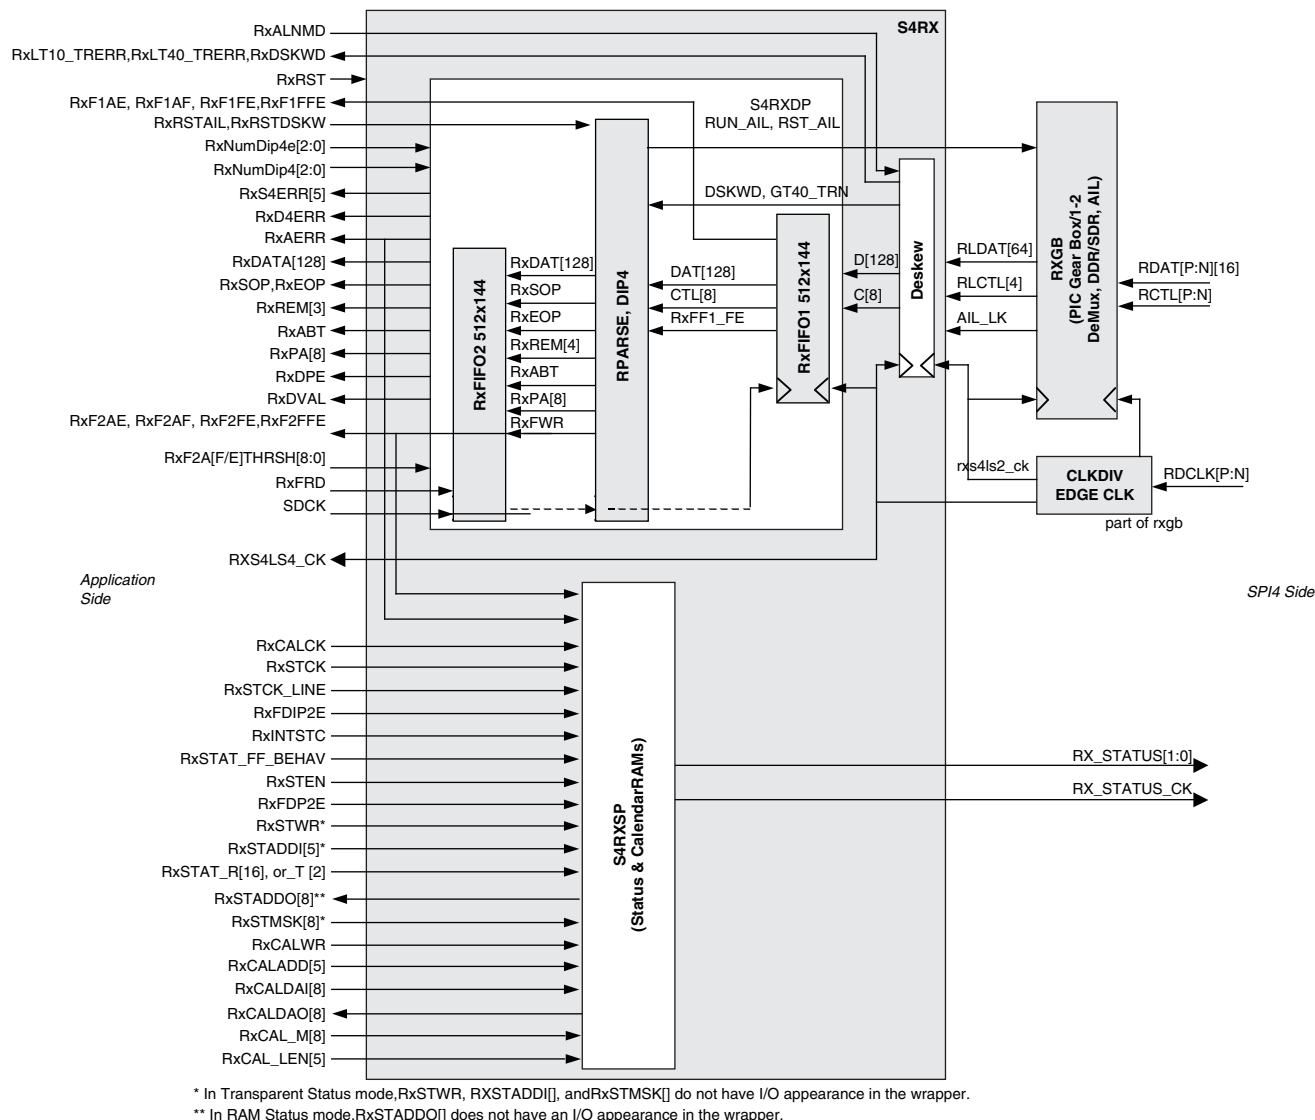 S4RX
RxALNMD
RxLT10_TRERR,RxLT40_TRERR,RxDSKWD
RxRST
RxF1AE, RxF1AF, RxF1FE,RxF1FFE
RxRSTAIL,RxRSTDSKW
RxNumDip4e[2:0]
RxNumDip4[2:0]
RxS4ERR[5]
RxD4ERR
RxAERR
RxDATA[128]
RxSOP,RxEOP
RxREM[3]
RxABT
RxPA[8]
RxDPE
RxDVAL
RxF2AE, RxF2AF, RxF2FE,RxF2FFE
RxF2A[F/E]THRSH[8:0]
RxFRD
SDCK
RXS4LS4_CK
Application
Side
S4RXDP
RUN_AIL, RST_AIL
DSKWD, GT40_TRN
RxFIFO2 512x144
RxDAT[128]
RxSOP
RxEOP
RxREM[4]
RxABT
RxPA[8]
RxFWR
RPARSE, DIP4
DAT[128]
CTL[8]
RxFF1_FE
RxFIFO1 512x144
D[128]
C[8]
Deskew
RLDAT[64]
RLCTL[4]
AIL_LK
RXGB
(PIC Gear Box/1-2
DeMux, DDR/SDR, AIL)
RDAT[P:N][16]
RCTL[P:N]
rxs4ls2_ck
CLKDIV
EDGE CLK
RDCLK[P:N]
part of rxgb
SPI4 Side
RxCALCK
RxSTCK
RxSTCK_LINE
RxFDIP2E
RxINTSTC
RxSTAT_FF_BEHAV
RxSTEN
RxFDP2E
RxSTWR*
RxSTADDI[5]*
RxSTAT_R[16], or_T [2]
RxSTADDO[8]**
RxSTMSK[8]*
RxCALWR
RxCALADD[5]
RxCALDAI[8]
RxCALDAO[8]
RxCAL_M[8]
RxCAL_LEN[5]
S4RXSP
(Status & CalendarRAMs)
RX_STATUS[1:0]
RX_STATUS_CK
* In Transparent Status mode,RxSTWR, RXSTADDI[], andRxSTMSK[] do not have I/O appearance in the wrapper.
** In RAM Status mode,RxSTADDO[] does not have an I/O appearance in the wrapper.